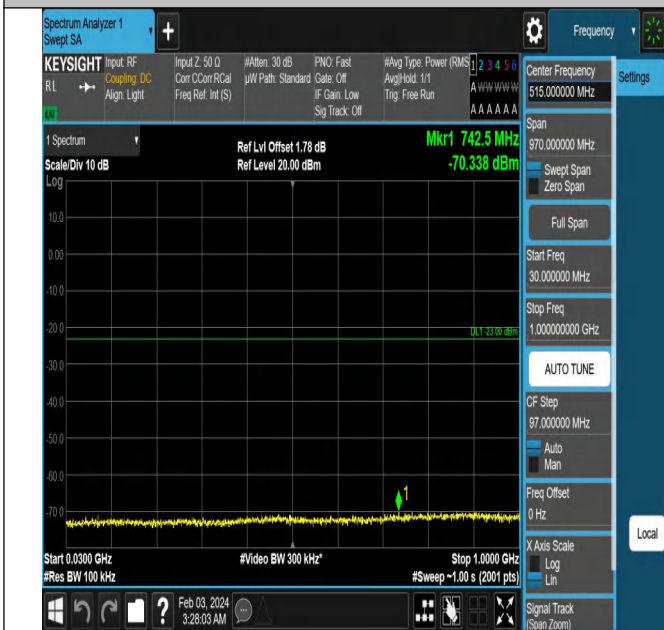 Spectrum Analyzer 1
Swept SA
Frequency
KEYSIGHT
RL
LXI
Input: RF
Coupling: DC
Align: Light
Input Z: 50 Ω
Corr CCorr RCal
Freq Ref: Int (S)
#Atten: 30 dB
µW Path: Standard
PNO: Fast
Gate: Off
IF Gain: Low
Sig Track: Off
#Avg Type: Power (RMS
Avg|Hold: 1/1
Trig: Free Run
1 2 3 4 5 6
A W W W W W
A A A A A A
1 Spectrum
Scale/Div 10 dB
Log
Ref Lvl Offset 1.78 dB
Ref Level 20.00 dBm
Mkr1 742.5 MHz
-70.338 dBm
10.0
0.00
-10.0
-20.0
DL1 -23.00 dBm
-30.0
-40.0
-50.0
-60.0
1
-70.0
Start 0.0300 GHz
#Res BW 100 kHz
#Video BW 300 kHz*
Stop 1.0000 GHz
#Sweep ~1.00 s (2001 pts)
Feb 03, 2024
3:28:03 AM
Center Frequency
515.000000 MHz
Span
970.000000 MHz
Swept Span
Zero Span
Full Span
Start Freq
30.000000 MHz
Stop Freq
1.000000000 GHz
AUTO TUNE
CF Step
97.000000 MHz
Auto
Man
Freq Offset
0 Hz
X Axis Scale
Log
Lin
Signal Track
(Span Zoom)
Settings
Local